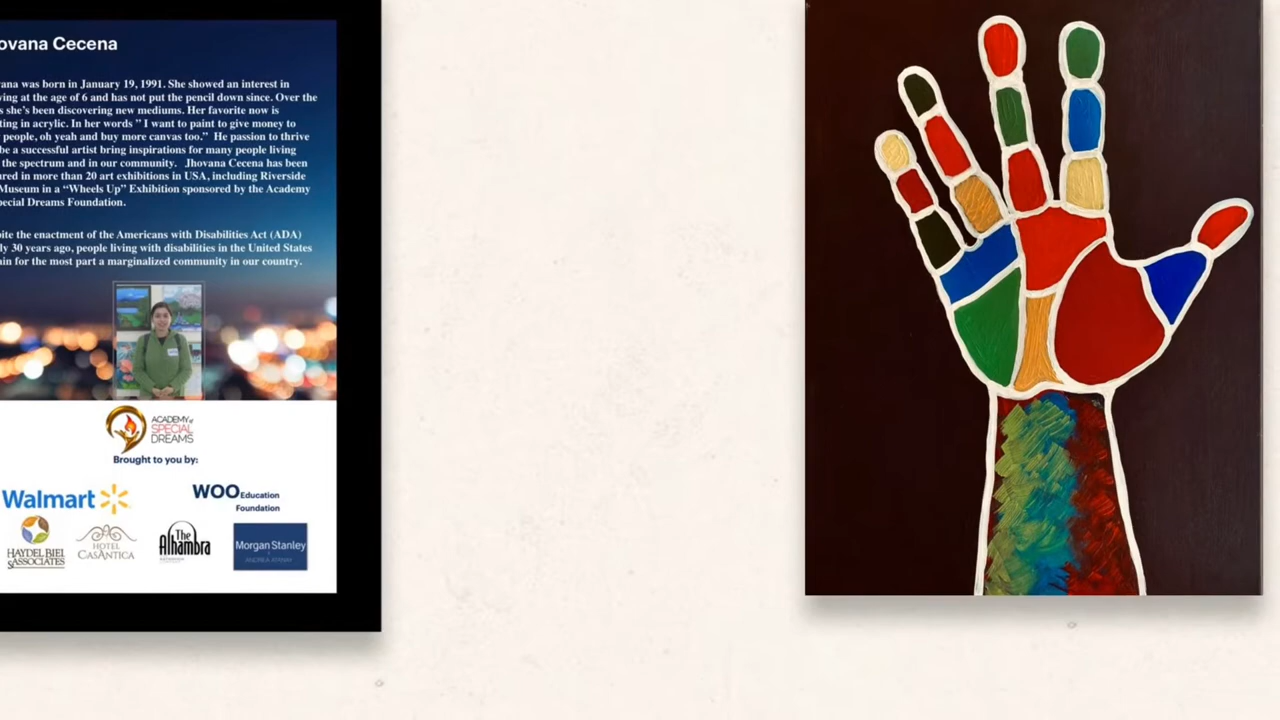 ovana Cecena
ana was born in January 19, 1991. She showed an interest in
ving at the age of 6 and has not put the pencil down since. Over the
s she's been discovering new mediums. Her favorite now is
ting in acrylic. In her words " I want to paint to give money to
people, oh yeah and buy more canvas too." He passion to thrive
be a successful artist bring inspirations for many people living
the spectrum and in our community. Jhovana Cecena has been
ured in more than 20 art exhibitions in USA, including Riverside
Museum in a “Wheels Up” Exhibition sponsored by the Academy
pecial Dreams Foundation.
pite the enactment of the Americans with Disabilities Act (ADA)
ly 30 years ago, people living with disabilities in the United States
ain for the most part a marginalized community in our country.
ACADEMY of
SPECIAL
DREAMS
Brought to you by:
Walmart
WOO Education
Foundation
HAYDEL BIEL
& ASSOCIATES
HOTEL
CASANTICA
The
Alhambra
Morgan Stanley